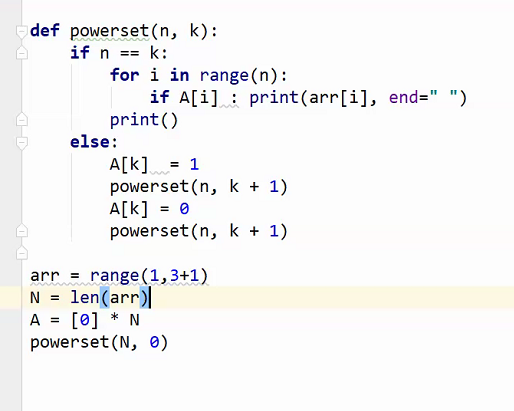 def powerset(n, k):
    if n == k:
        for i in range(n):
            if A[i] : print(arr[i], end=" ")
        print()
    else:
        A[k]  = 1
        powerset(n, k + 1)
        A[k] = 0
        powerset(n, k + 1)
arr = range(1,3+1)
N = len(arr)
A = [0] * N
powerset(N, 0)